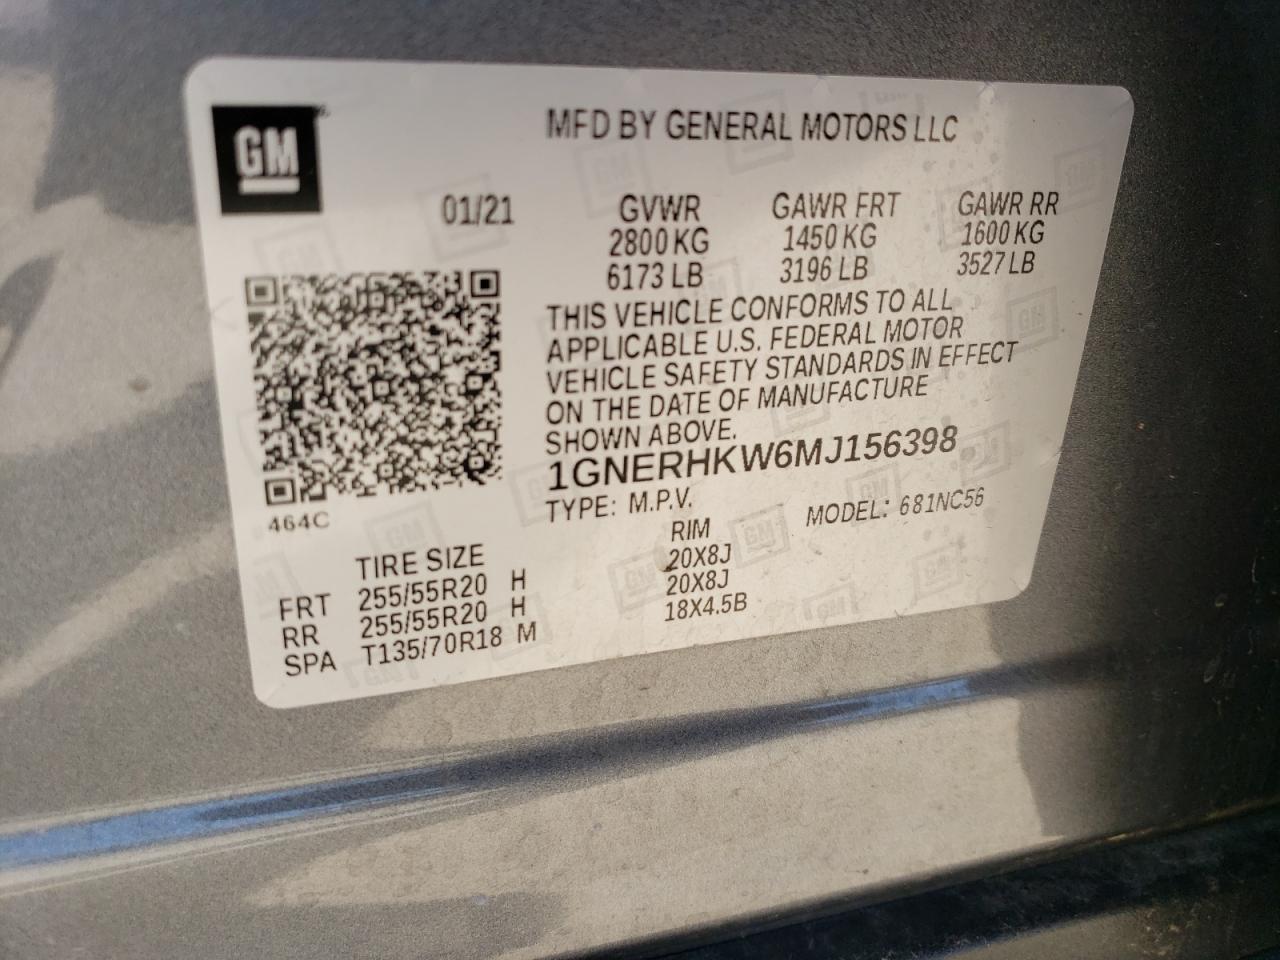 GM
MFD BY GENERAL MOTORS LLC
01/21
GVWR GAWR FRT GAWR RR
2800 KG 1450 KG 1600 KG
6173 LB 3196 LB 3527 LB
THIS VEHICLE CONFORMS TO ALL
APPLICABLE U.S. FEDERAL MOTOR
VEHICLE SAFETY STANDARDS IN EFFECT
ON THE DATE OF MANUFACTURE
SHOWN ABOVE.
1GNERHKW6MJ156398
TYPE: M.P.V. MODEL: 681NC56
464C
TIRE SIZE RIM
FRT 255/55R20 H 20X8J
RR 255/55R20 H 20X8J
SPA T135/70R18 M 18X4.5B